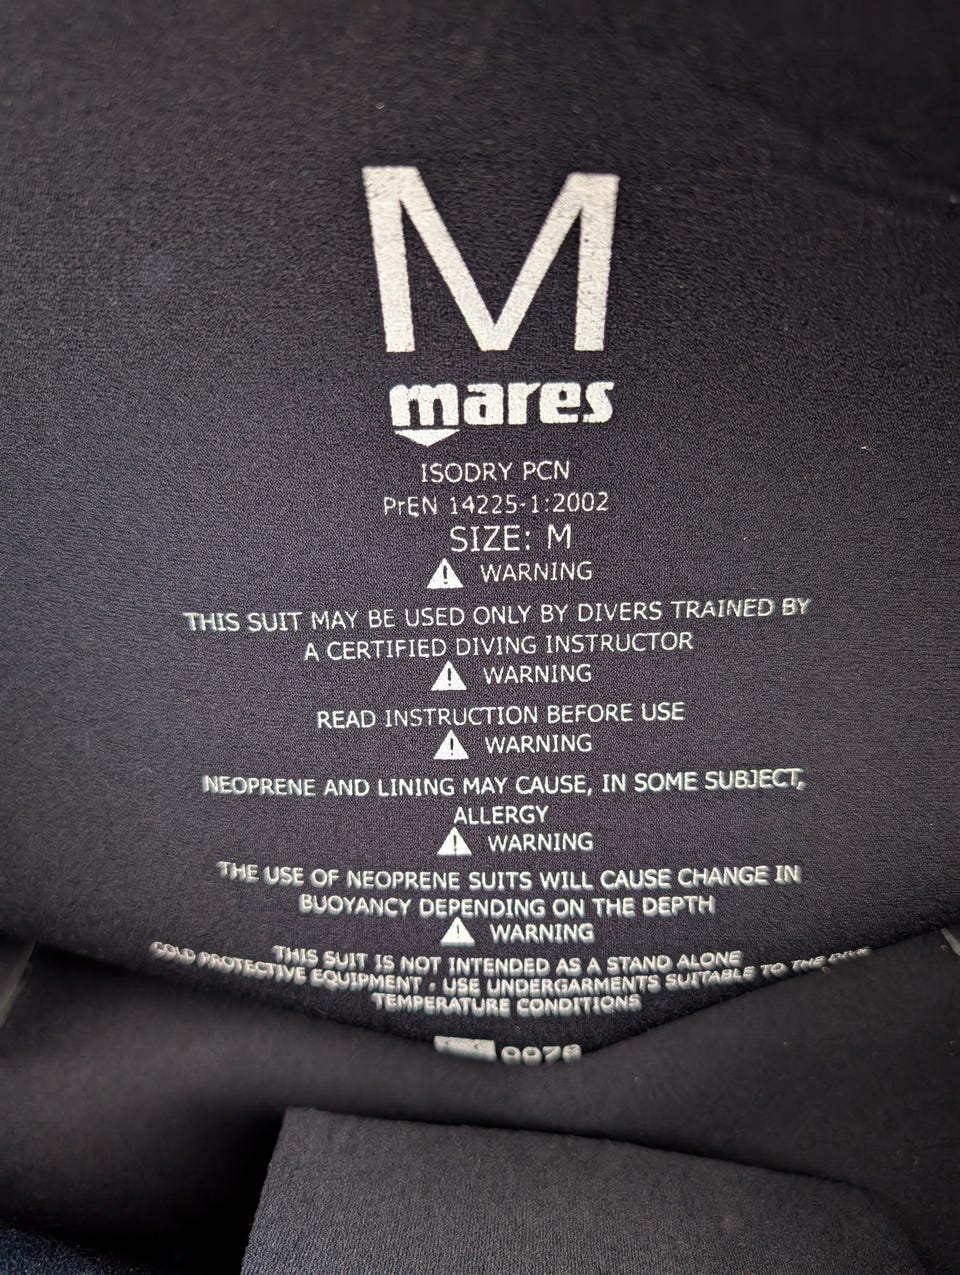 M
mares
ISODRY PCN
PrEN 14225-1:2002
SIZE: M
WARNING
THIS SUIT MAY BE USED ONLY BY DIVERS TRAINED BY
A CERTIFIED DIVING INSTRUCTOR
WARNING
READ INSTRUCTION BEFORE USE
WARNING
NEOPRENE AND LINING MAY CAUSE, IN SOME SUBJECT,
ALLERGY
WARNING
THE USE OF NEOPRENE SUITS WILL CAUSE CHANGE IN
BUOYANCY DEPENDING ON THE DEPTH
WARNING
THIS SUIT IS NOT INTENDED AS A STAND ALONE
COLD PROTECTIVE EQUIPMENT - USE UNDERGARMENTS SUITABLE TO THE DIVE
TEMPERATURE CONDITIONS